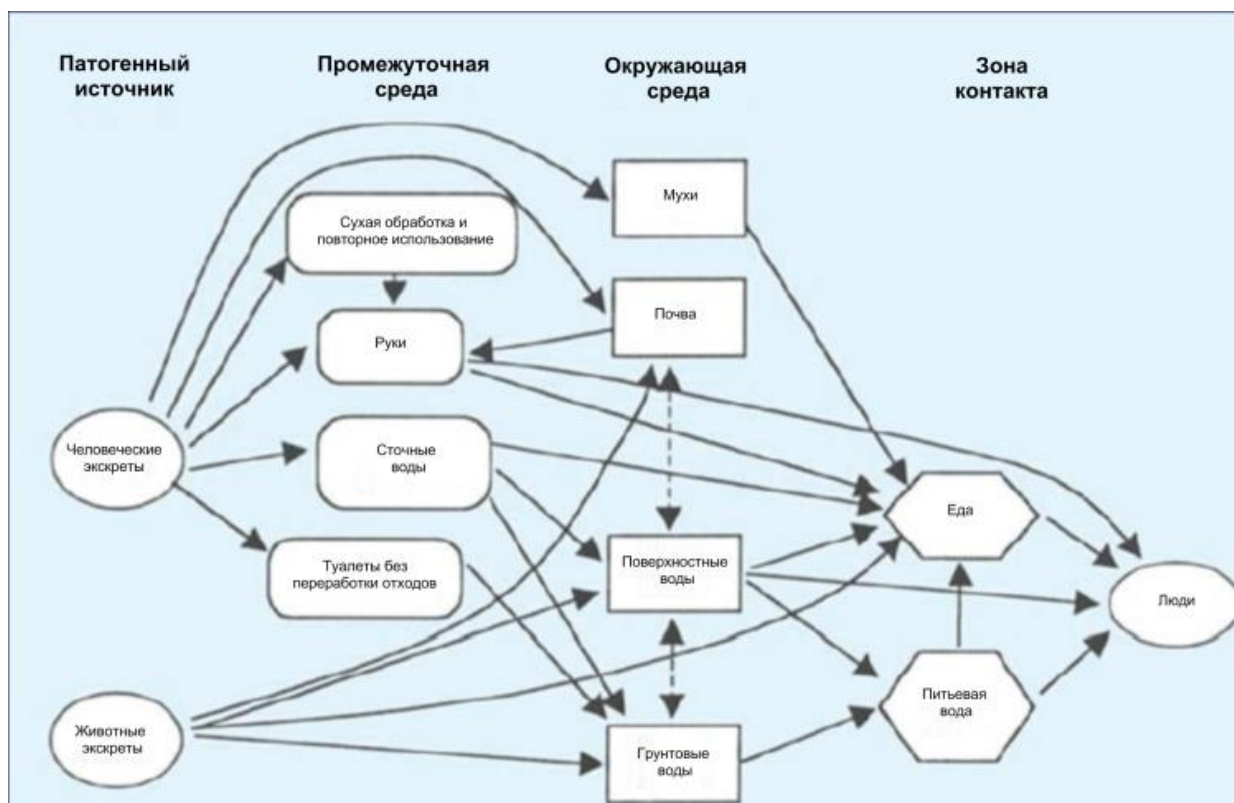 Патогенный
источник
Промежуточная
среда
Окружающая
среда
Зона
контакта
Мухи
Сухая обработка и
повторное использование
Почва
Руки
Человеческие
экскреты
Сточные
воды
Еда
Туалеты без
переработки отходов
Поверхностные
воды
Люди
Питьевая
вода
Животные
экскреты
Грунтовые
воды